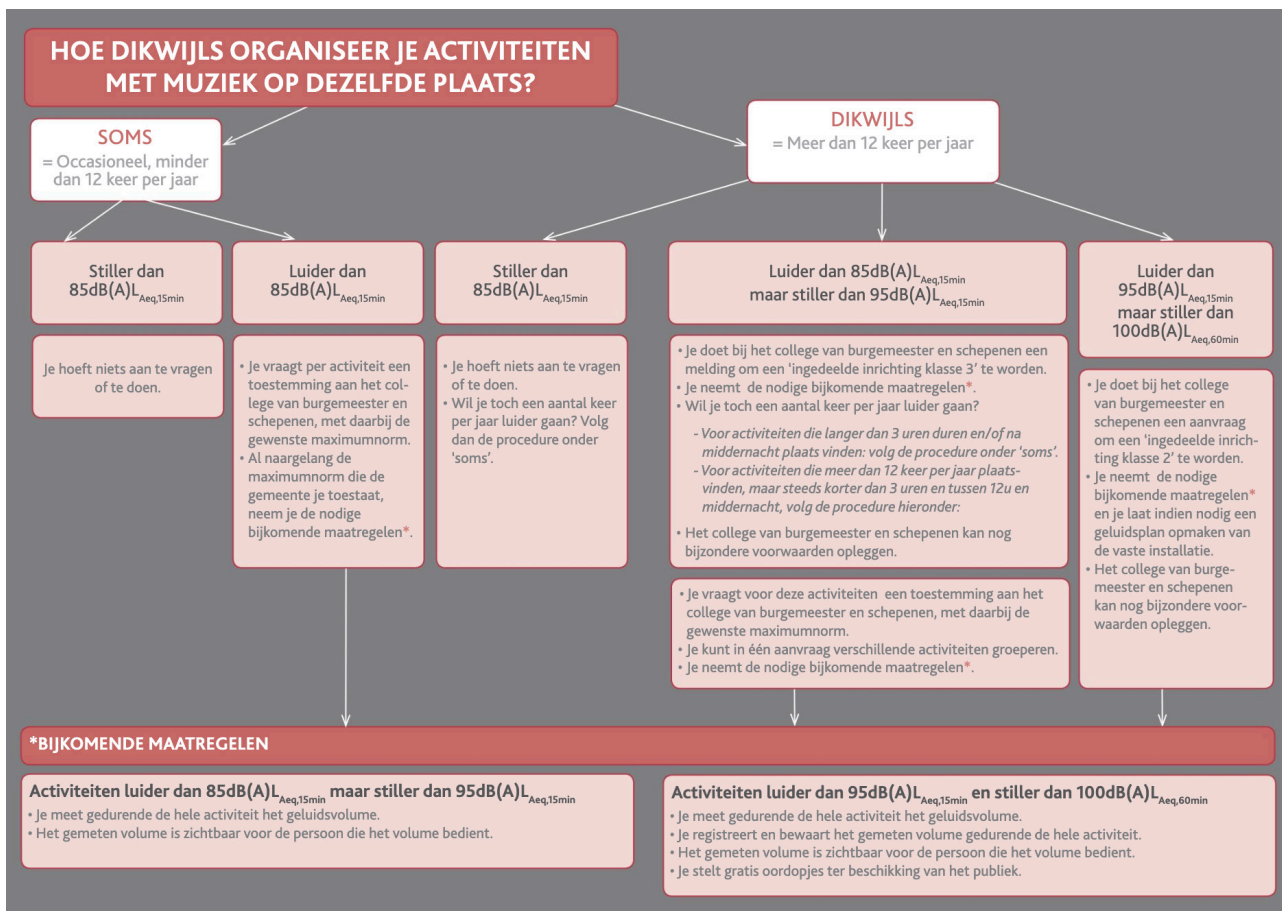 HOE DIKWIJLS ORGANISEER JE ACTIVITEITEN
MET MUZIEK OP DEZELFDE PLAATS?
SOMS
= Occasioneel, minder
dan 12 keer per jaar
DIKWIJLS
= Meer dan 12 keer per jaar
Stiller dan
85dB(A)LAeq,15min
Luider dan
85dB(A)LAeq,15min
Stiller dan
85dB(A)LAeq,15min
Luider dan 85dB(A)LAeq,15min
maar stiller dan 95dB(A)LAeq,15min
Luider dan
95dB(A)LAeq,15min
maar stiller dan
100dB(A)LAeq,60min
Je hoeft niets aan te vragen
of te doen.
• Je vraagt per activiteit een
toestemming aan het col-
lege van burgemeester en
schepenen, met daarbij de
gewenste maximumnorm.
• Al naargelang de
maximumnorm die de
gemeente je toestaat,
neem je de nodige
bijkomende maatregelen*.
• Je hoeft niets aan te vragen
of te doen.
• Wil je toch een aantal keer
per jaar luider gaan? Volg
dan de procedure onder
'soms'.
• Je doet bij het college van burgemeester en schepenen een
melding om een 'ingedeelde inrichting klasse 3' te worden.
• Je neemt de nodige bijkomende maatregelen*.
• Wil je toch een aantal keer per jaar luider gaan?
- Voor activiteiten die langer dan 3 uren duren en/of na
middernacht plaats vinden: volg de procedure onder 'soms'.
- Voor activiteiten die meer dan 12 keer per jaar plaats-
vinden, maar steeds korter dan 3 uren en tussen 12u en
middernacht, volg de procedure hieronder:
• Het college van burgemeester en schepenen kan nog
bijzondere voorwaarden opleggen.
• Je vraagt voor deze activiteiten een toestemming aan het
college van burgemeester en schepenen, met daarbij de
gewenste maximumnorm.
• Je kunt in één aanvraag verschillende activiteiten groeperen.
• Je neemt de nodige bijkomende maatregelen*.
• Je doet bij het college
van burgemeester en
schepenen een aanvraag
om een 'ingedeelde inrich-
ting klasse 2' te worden.
• Je neemt de nodige
bijkomende maatregelen*
en je laat indien nodig een
geluidsplan opmaken van
de vaste installatie.
• Het college van burge-
meester en schepenen
kan nog bijzondere voor-
waarden opleggen.
*BIJKOMENDE MAATREGELEN
Activiteiten luider dan 85dB(A)LAeq,15min maar stiller dan 95dB(A)LAeq,15min
• Je meet gedurende de hele activiteit het geluidsvolume.
• Het gemeten volume is zichtbaar voor de persoon die het volume bedient.
Activiteiten luider dan 95dB(A)LAeq,15min en stiller dan 100dB(A)LAeq,60min
• Je meet gedurende de hele activiteit het geluidsvolume.
• Je registreert en bewaart het gemeten volume gedurende de hele activiteit.
• Het gemeten volume is zichtbaar voor de persoon die het volume bedient.
• Je stelt gratis oordopjes ter beschikking van het publiek.